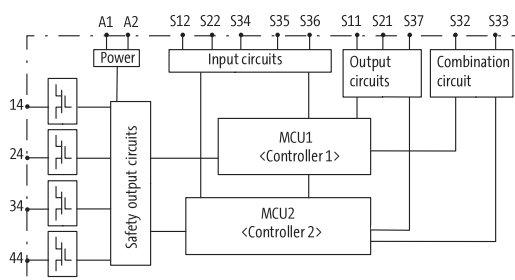 A1 A2 S12 S22 S34 S35 S36 S11 S21 S37 S32 S33
Power
Input circuits
Output
circuits
Combination
circuit
14
24
34
44
Safety output circuits
MCU1
<Controller 1>
MCU2
<Controller 2>